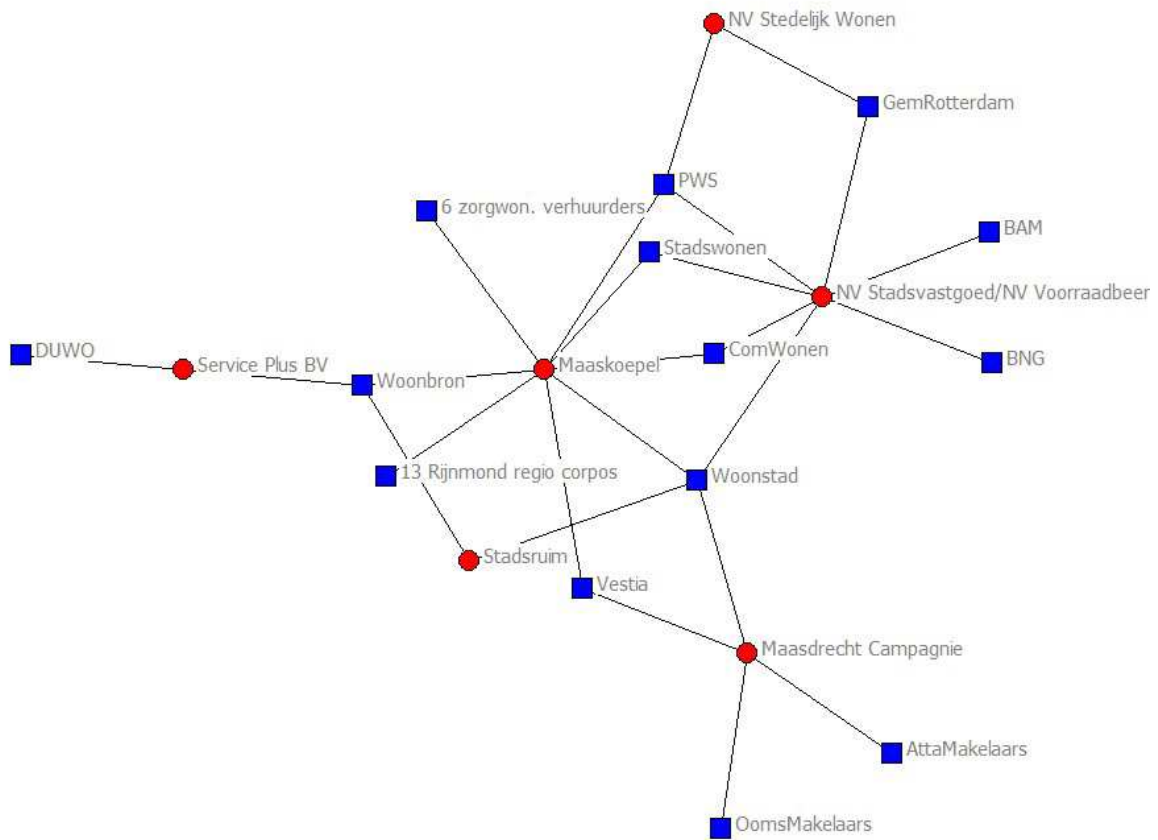 NV Stedelijk Wonen
GemRotterdam
PWS
6 zorgwon. verhuurders
BAM
Stadswonen
NV Stadsvastgoed/NV Voorraadbeer
DUWO
ComWonen
Service Plus BV
Maaskoepel
BNG
Woonbron
13 Rijnmond regio corpos
Woonstad
Stadsruim
Vestia
Maasdrecht Campagnie
AttaMakelaars
OomsMakelaars